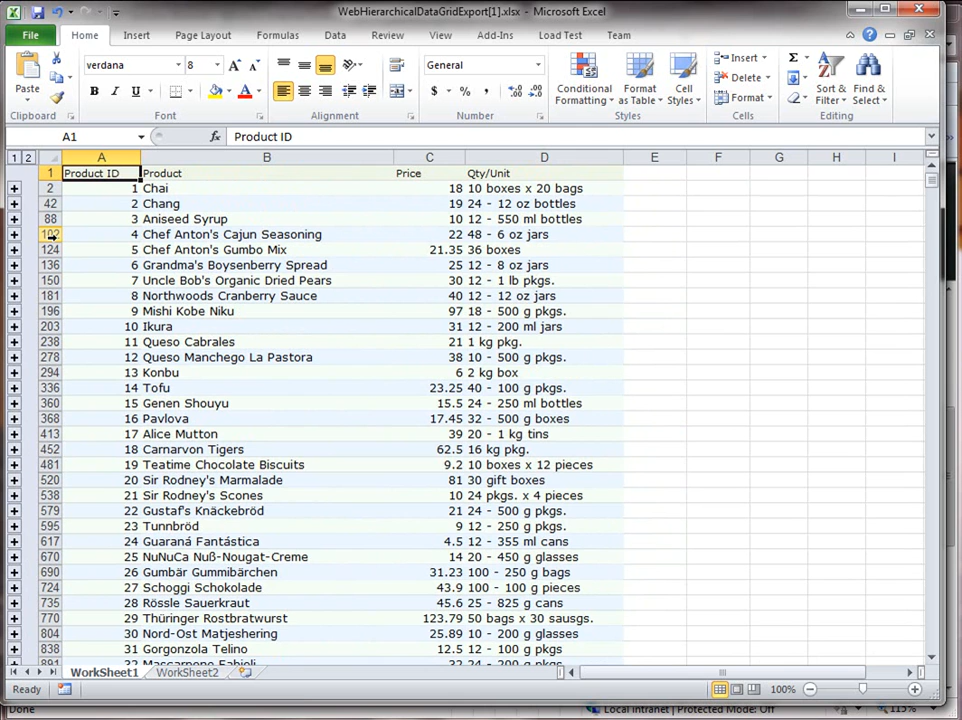 WebHierarchicalDataGridExport[1].xlsx - Microsoft Excel
File Home Insert Page Layout Formulas Data Review View Add-Ins Load Test Team
Paste verdana 8 General Conditional Formatting Format as Table Cell Styles Insert Delete Format Sort & Filter Find & Select
B I U A $ % , Σ
Clipboard Font Alignment Number Styles Cells Editing
A1 fx Product ID
1 2 A B C D E F G H I
1 Product ID Product Price Qty/Unit
2 1 Chai 18 10 boxes x 20 bags
42 2 Chang 19 24 - 12 oz bottles
88 3 Aniseed Syrup 10 12 - 550 ml bottles
102 4 Chef Anton's Cajun Seasoning 22 48 - 6 oz jars
124 5 Chef Anton's Gumbo Mix 21.35 36 boxes
136 6 Grandma's Boysenberry Spread 25 12 - 8 oz jars
150 7 Uncle Bob's Organic Dried Pears 30 12 - 1 lb pkgs.
181 8 Northwoods Cranberry Sauce 40 12 - 12 oz jars
196 9 Mishi Kobe Niku 97 18 - 500 g pkgs.
203 10 Ikura 31 12 - 200 ml jars
238 11 Queso Cabrales 21 1 kg pkg.
278 12 Queso Manchego La Pastora 38 10 - 500 g pkgs.
294 13 Konbu 6 2 kg box
336 14 Tofu 23.25 40 - 100 g pkgs.
360 15 Genen Shouyu 15.5 24 - 250 ml bottles
368 16 Pavlova 17.45 32 - 500 g boxes
413 17 Alice Mutton 39 20 - 1 kg tins
452 18 Carnarvon Tigers 62.5 16 kg pkg.
481 19 Teatime Chocolate Biscuits 9.2 10 boxes x 12 pieces
520 20 Sir Rodney's Marmalade 81 30 gift boxes
538 21 Sir Rodney's Scones 10 24 pkgs. x 4 pieces
579 22 Gustaf's Knäckebröd 21 24 - 500 g pkgs.
595 23 Tunnbröd 9 12 - 250 g pkgs.
617 24 Guaraná Fantástica 4.5 12 - 355 ml cans
670 25 NuNuCa Nuß-Nougat-Creme 14 20 - 450 g glasses
690 26 Gumbär Gummibärchen 31.23 100 - 250 g bags
724 27 Schoggi Schokolade 43.9 100 - 100 g pieces
735 28 Rössle Sauerkraut 45.6 25 - 825 g cans
770 29 Thüringer Rostbratwurst 123.79 50 bags x 30 sausgs.
804 30 Nord-Ost Matjeshering 25.89 10 - 200 g glasses
838 31 Gorgonzola Telino 12.5 12 - 100 g pkgs
891 32 Mascarpone Fabioli 32 24 - 200 g pkgs.
WorkSheet1 WorkSheet2
Ready 100%
Done Local intranet | Protected Mode: Off 115%